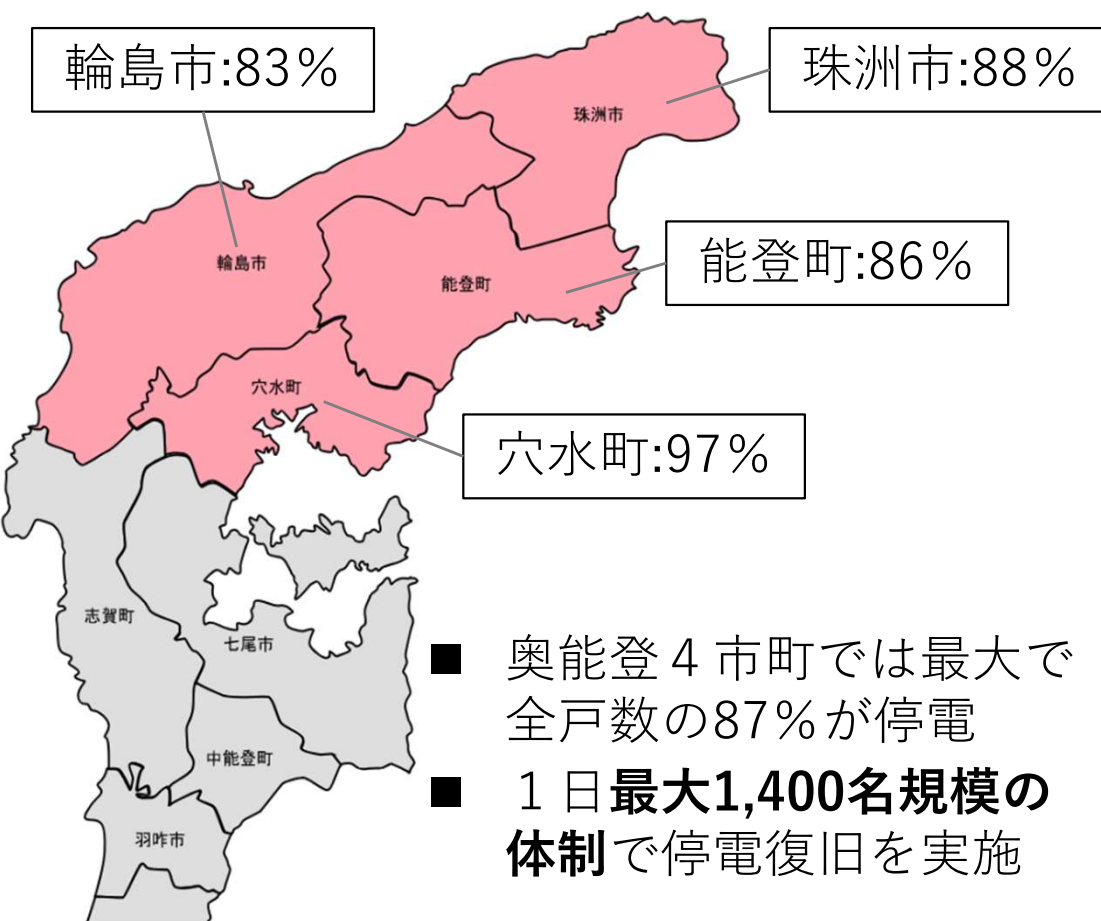 輪島市:83%
珠洲市:88%
珠洲市
能登町:86%
輪島市
能登町
穴水町
穴水町:97%
志賀町
七尾市
中能登町
羽咋市
■ 奥能登４市町では最大で
全戸数の87%が停電
■ １日最大1,400名規模の
体制で停電復旧を実施